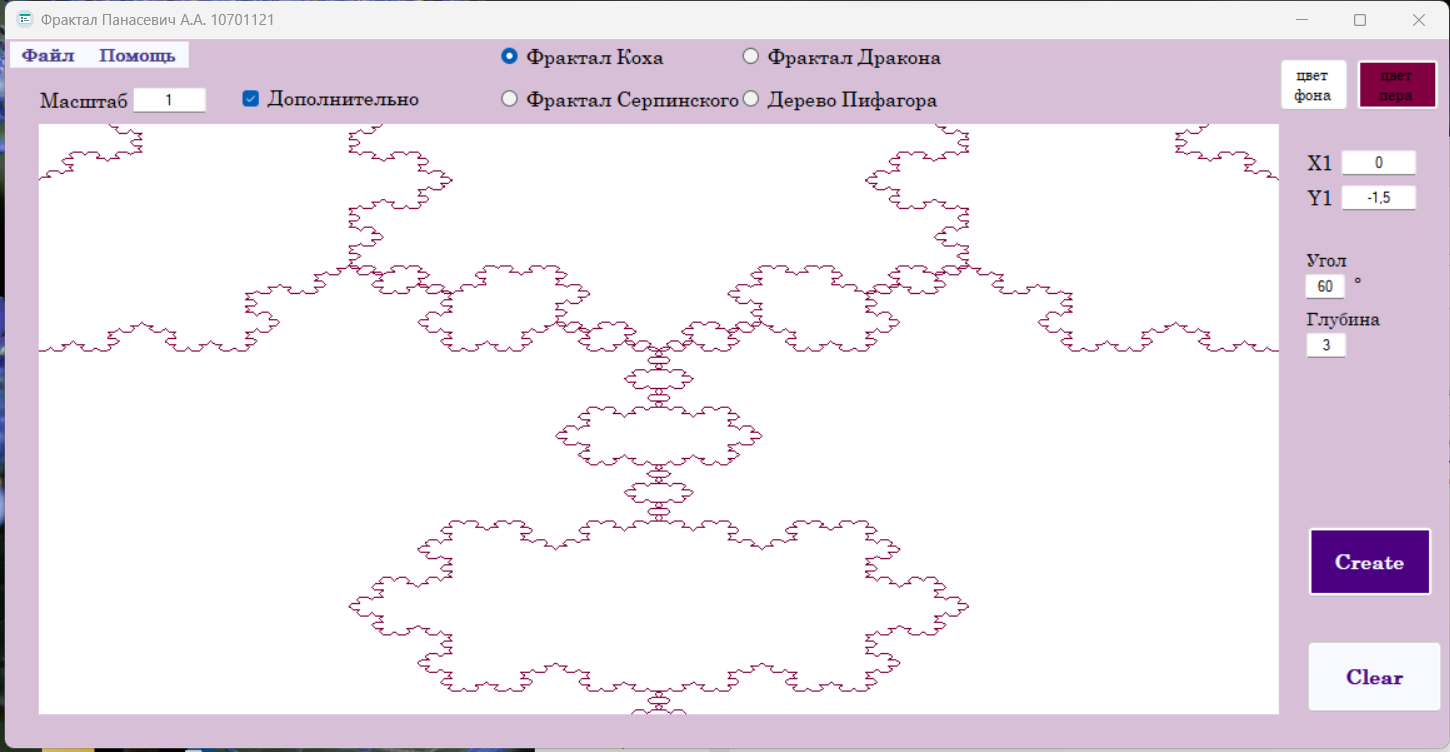 Фрактал Панасевич А.А. 10701121
Файл Помощь
Фрактал Коха Фрактал Дракона
Масштаб 1 Дополнительно
Фрактал Серпинского Дерево Пифагора
цвет
фона
цвет
пера
X1 0
Y1 -1,5
Угол
60 °
Глубина
3
Create
Clear